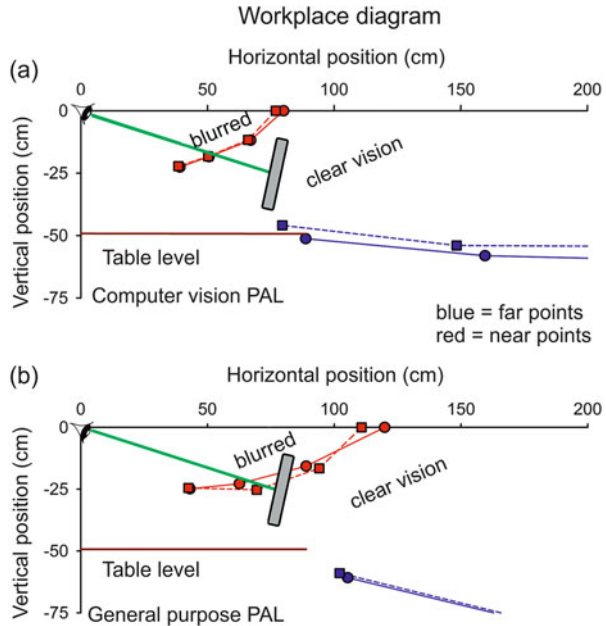 Workplace diagram
(a)
Horizontal position (cm)
0 50 100 150 200
0
-25
-50
-75
Vertical position (cm)
blurred
clear vision
Table level
Computer vision PAL
blue = far points
red = near points
(b)
Horizontal position (cm)
0 50 100 150 200
0
-25
-50
-75
Vertical position (cm)
blurred
clear vision
Table level
General purpose PAL